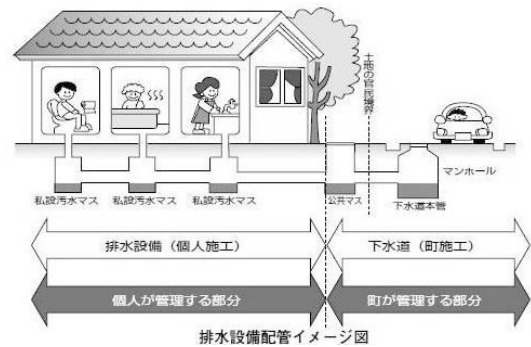 土地の官民境界
マンホール
私設汚水マス 私設汚水マス 私設汚水マス 公共マス 下水道本管
排水設備（個人施工） 下水道（町施工）
個人が管理する部分 町が管理する部分
排水設備配管イメージ図